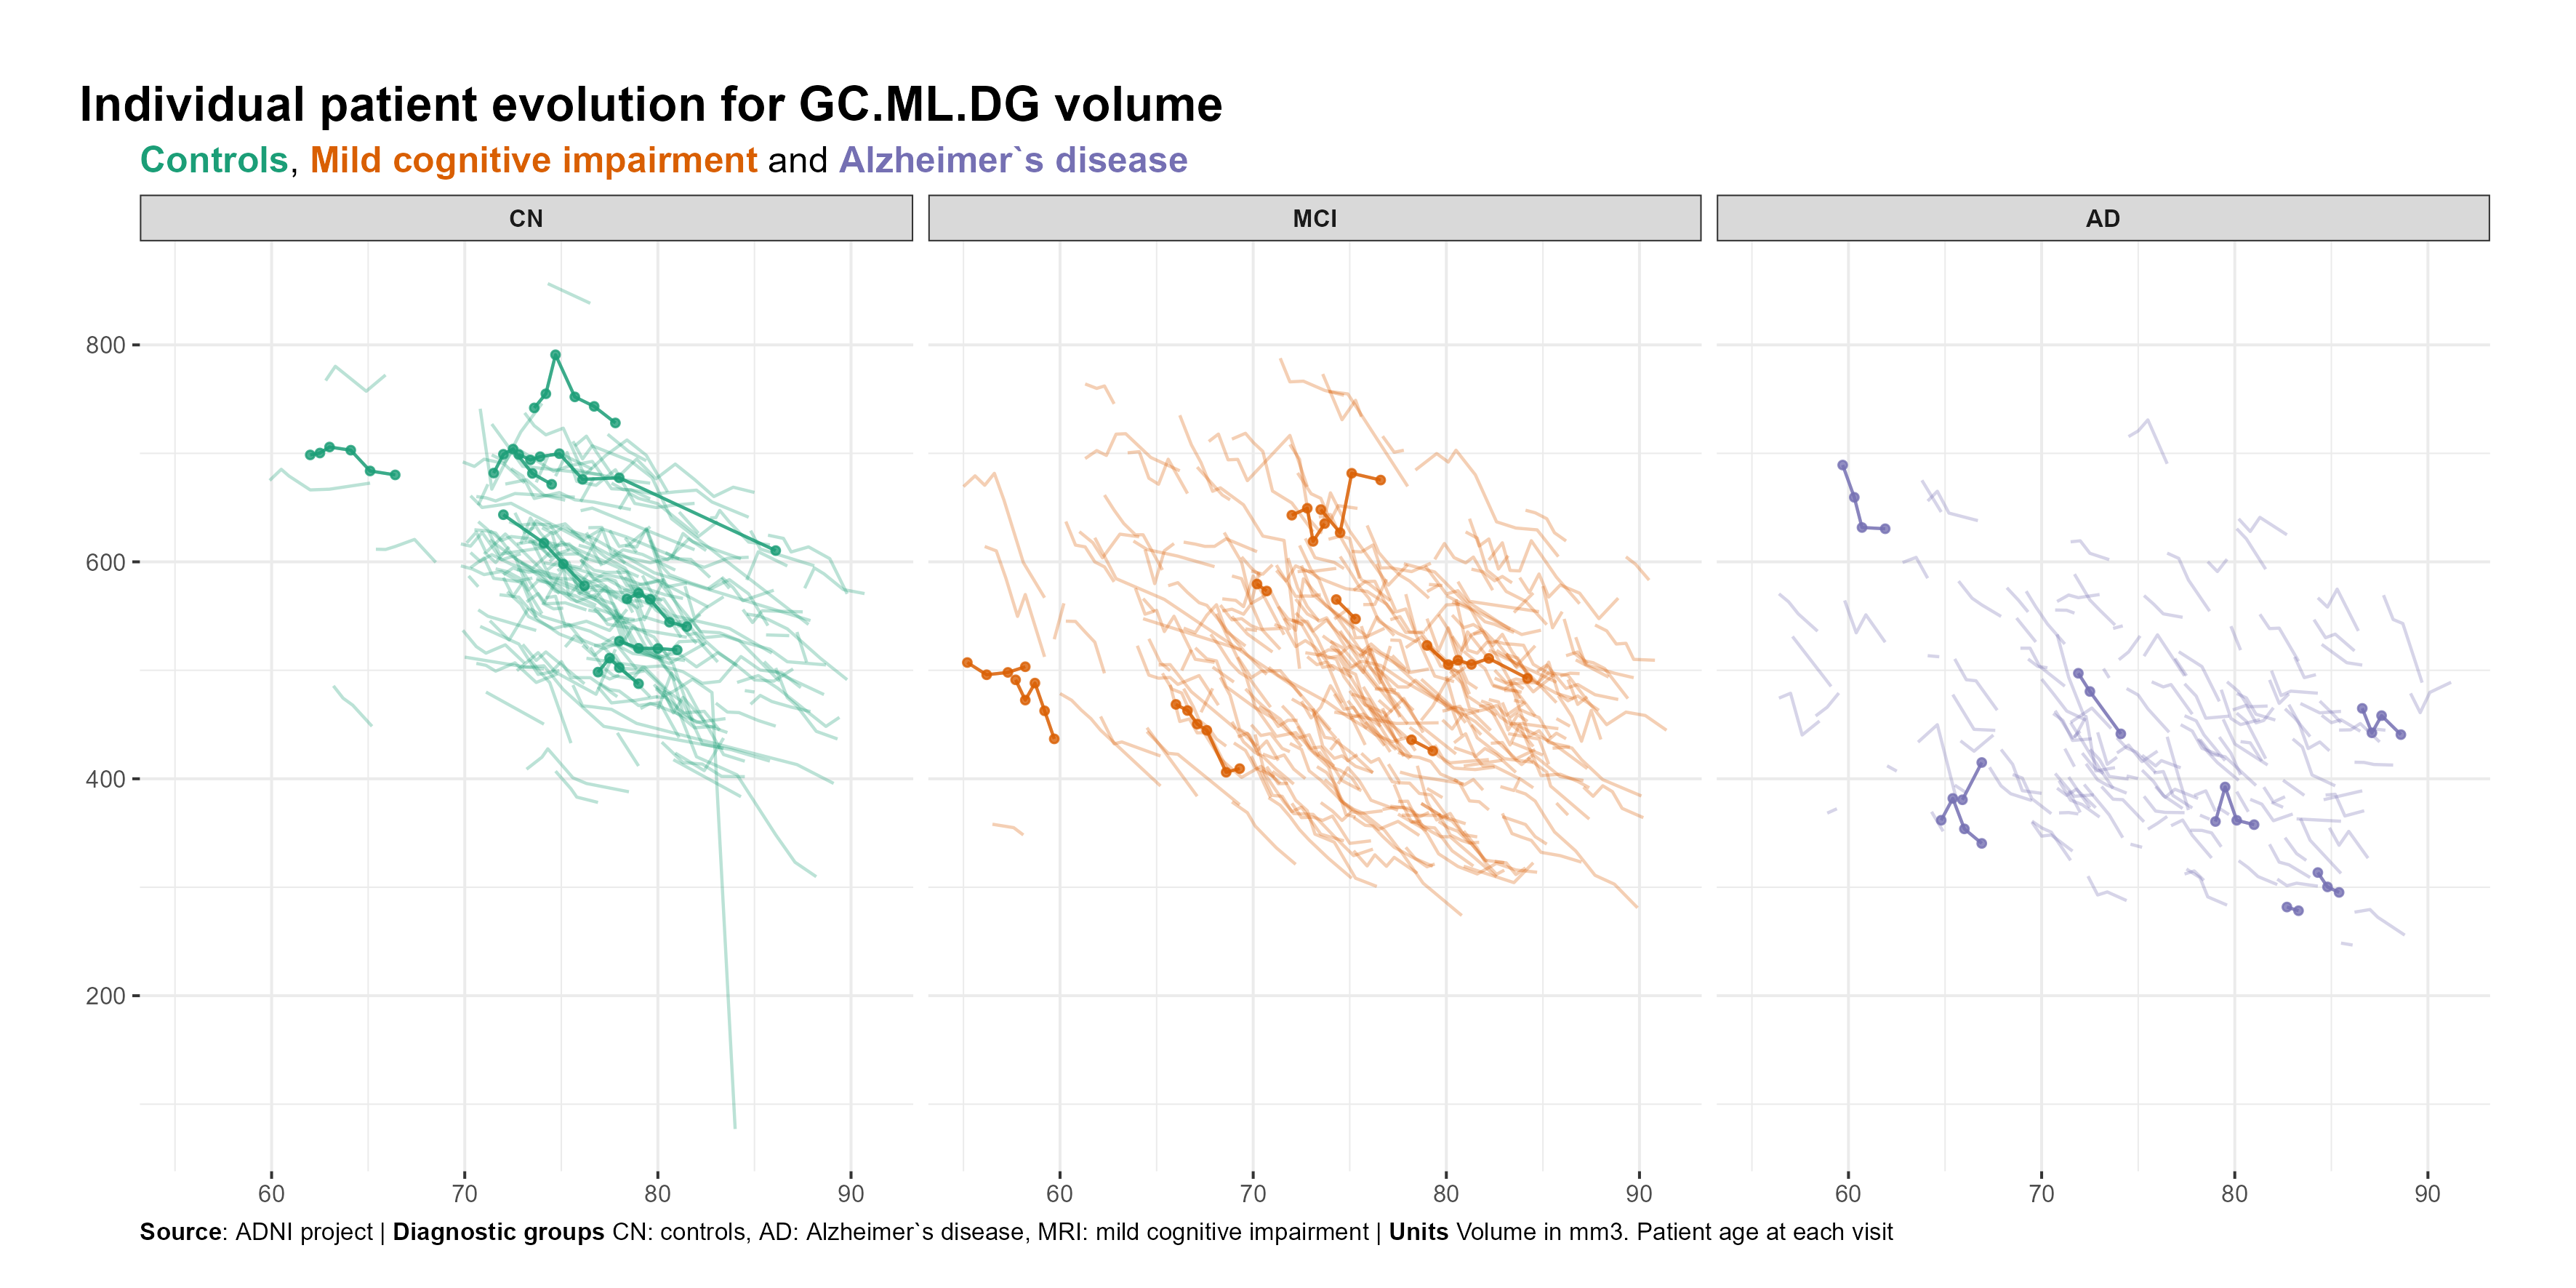 Individual patient evolution for GC.ML.DG volume
Controls, Mild cognitive impairment and Alzheimer`s disease
CN MCI AD
800
600
400
200
60 70 80 90 60 70 80 90 60 70 80 90
Source: ADNI project | Diagnostic groups CN: controls, AD: Alzheimer`s disease, MRI: mild cognitive impairment | Units Volume in mm3. Patient age at each visit